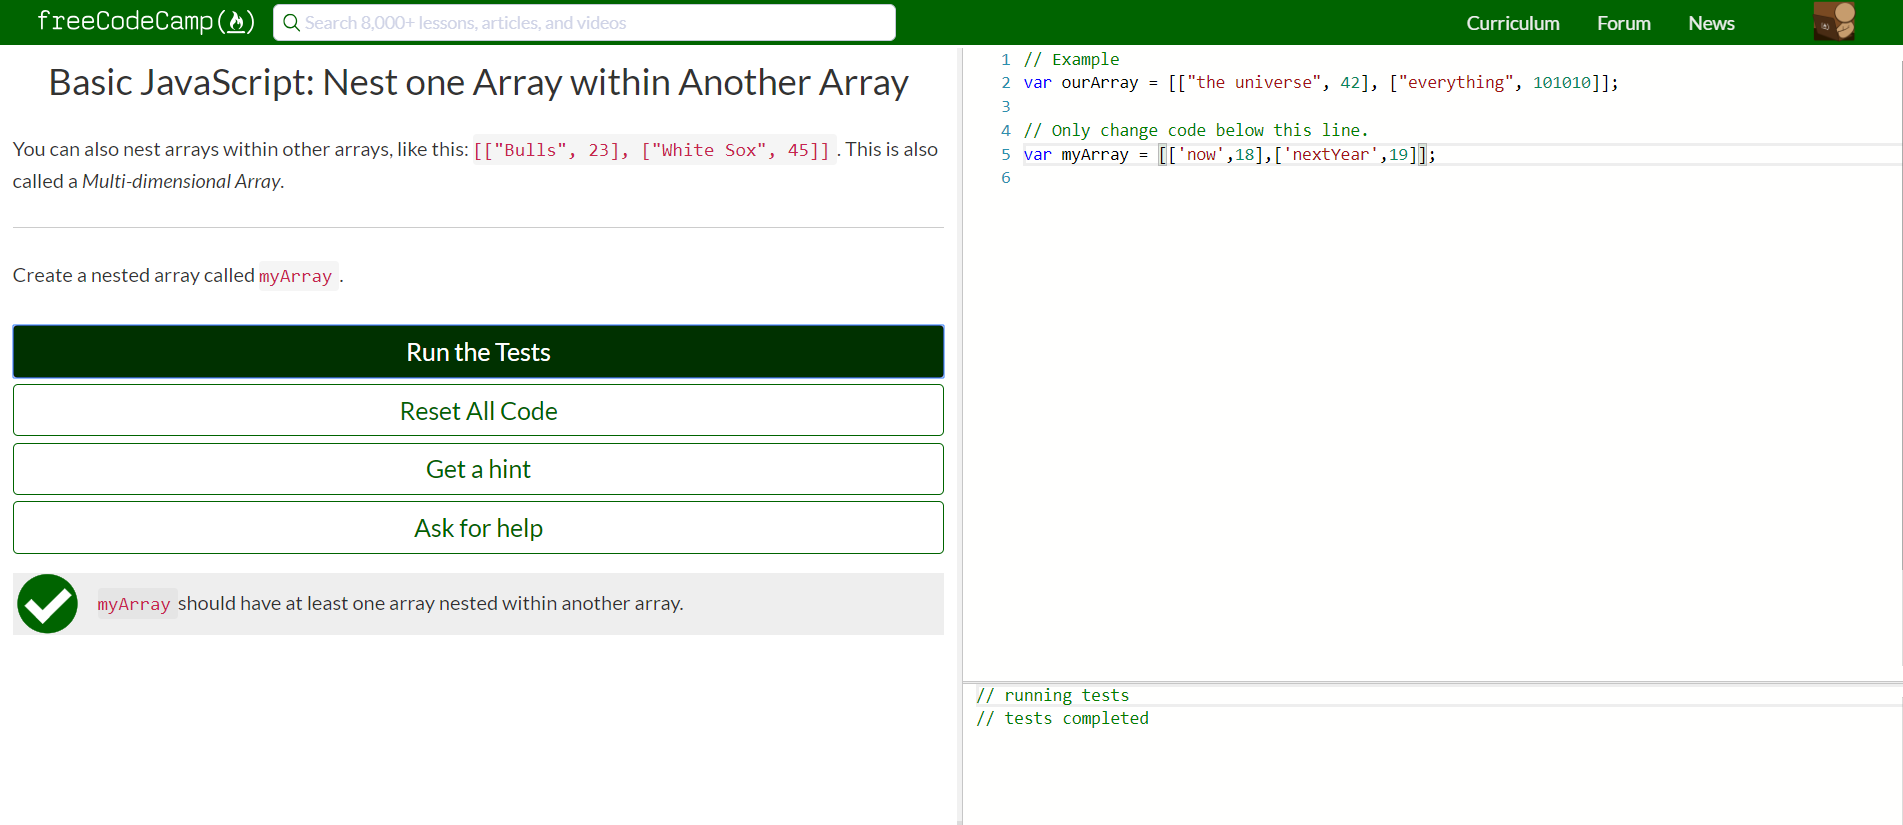 freeCodeCamp(🔥)
Search 8,000+ lessons, articles, and videos
Curriculum
Forum
News
Basic JavaScript: Nest one Array within Another Array
You can also nest arrays within other arrays, like this: [["Bulls", 23], ["White Sox", 45]] . This is also
called a Multi-dimensional Array.
Create a nested array called myArray .
Run the Tests
Reset All Code
Get a hint
Ask for help
myArray should have at least one array nested within another array.
1 // Example
2 var ourArray = [["the universe", 42], ["everything", 101010]];
3
4 // Only change code below this line.
5 var myArray = [['now',18],['nextYear',19]];
6
// running tests
// tests completed